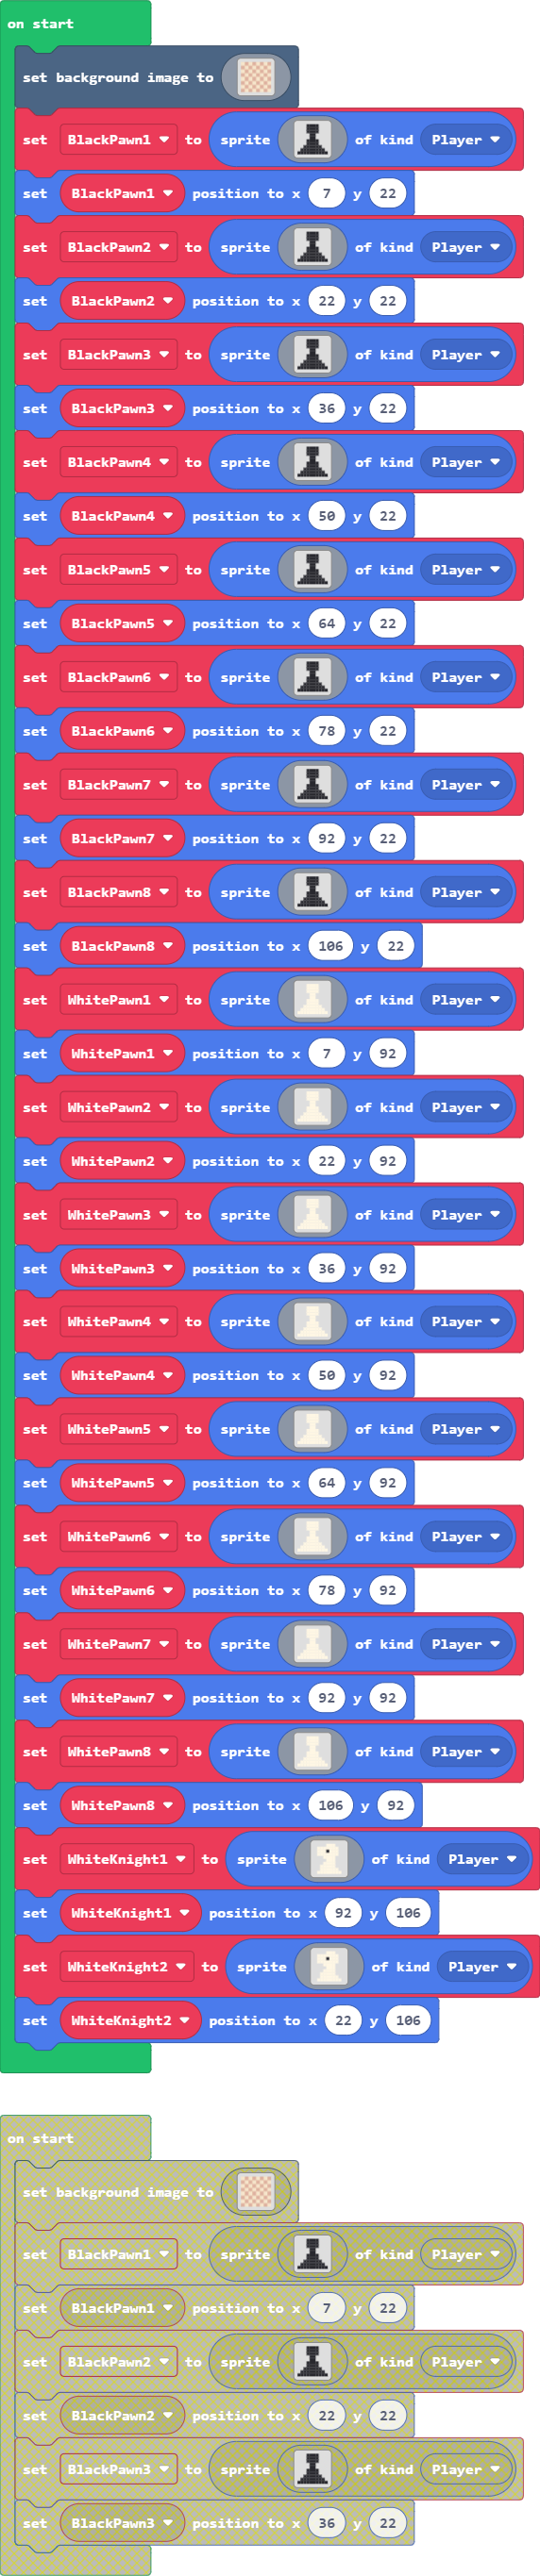 on start
set background image to
set BlackPawn1 to sprite of kind Player
set BlackPawn1 position to x 7 y 22
set BlackPawn2 to sprite of kind Player
set BlackPawn2 position to x 22 y 22
set BlackPawn3 to sprite of kind Player
set BlackPawn3 position to x 36 y 22
set BlackPawn4 to sprite of kind Player
set BlackPawn4 position to x 50 y 22
set BlackPawn5 to sprite of kind Player
set BlackPawn5 position to x 64 y 22
set BlackPawn6 to sprite of kind Player
set BlackPawn6 position to x 78 y 22
set BlackPawn7 to sprite of kind Player
set BlackPawn7 position to x 92 y 22
set BlackPawn8 to sprite of kind Player
set BlackPawn8 position to x 106 y 22
set WhitePawn1 to sprite of kind Player
set WhitePawn1 position to x 7 y 92
set WhitePawn2 to sprite of kind Player
set WhitePawn2 position to x 22 y 92
set WhitePawn3 to sprite of kind Player
set WhitePawn3 position to x 36 y 92
set WhitePawn4 to sprite of kind Player
set WhitePawn4 position to x 50 y 92
set WhitePawn5 to sprite of kind Player
set WhitePawn5 position to x 64 y 92
set WhitePawn6 to sprite of kind Player
set WhitePawn6 position to x 78 y 92
set WhitePawn7 to sprite of kind Player
set WhitePawn7 position to x 92 y 92
set WhitePawn8 to sprite of kind Player
set WhitePawn8 position to x 106 y 92
set WhiteKnight1 to sprite of kind Player
set WhiteKnight1 position to x 92 y 106
set WhiteKnight2 to sprite of kind Player
set WhiteKnight2 position to x 22 y 106
on start
set background image to
set BlackPawn1 to sprite of kind Player
set BlackPawn1 position to x 7 y 22
set BlackPawn2 to sprite of kind Player
set BlackPawn2 position to x 22 y 22
set BlackPawn3 to sprite of kind Player
set BlackPawn3 position to x 36 y 22